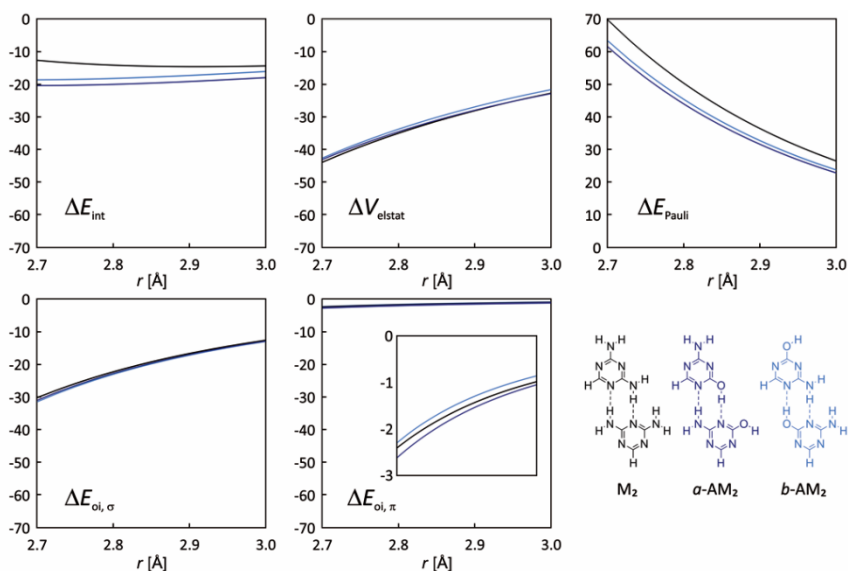 0
-10
-20
-30
-40
-50
-60
-70
ΔE_int
2.7 2.8 2.9 3.0
r [Å]
0
-10
-20
-30
-40
-50
-60
-70
ΔV_elstat
2.7 2.8 2.9 3.0
r [Å]
70
60
50
40
30
20
10
0
ΔE_Pauli
2.7 2.8 2.9 3.0
r [Å]
0
-10
-20
-30
-40
-50
-60
-70
ΔE_oi, σ
2.7 2.8 2.9 3.0
r [Å]
0
-10
-20
-30
-40
-50
-60
-70
0
-1
-2
-3
ΔE_oi, π
2.7 2.8 2.9 3.0
r [Å]
H
N H
N N
H N N H
H H
H N N N H
N N
H
M₂
H
N H
N N
H N O
H H
H N N O H
N N
H
a-AM₂
O H
N N
H N N H
H H
O N N H
N N
H
b-AM₂